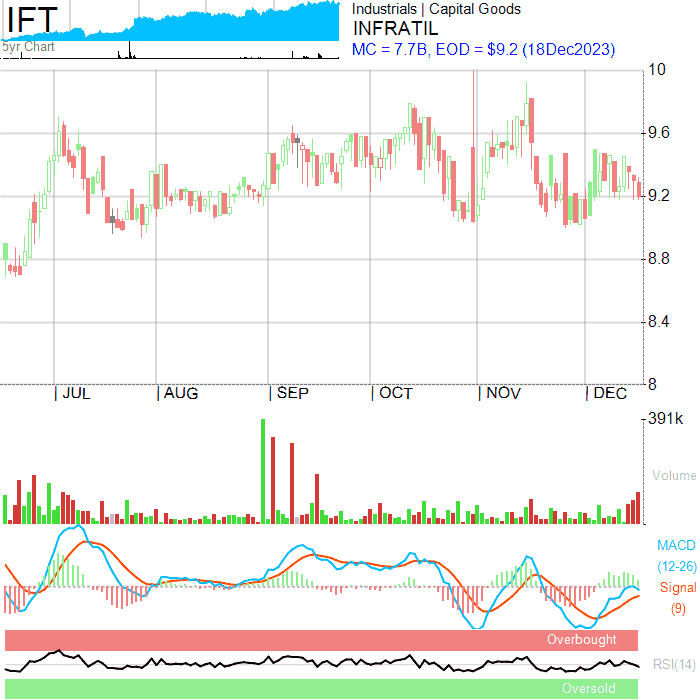 IFT
5yr Chart
Industrials | Capital Goods
INFRATIL
MC = 7.7B, EOD = $9.2 (18Dec2023)
10
9.6
9.2
8.8
8.4
8
| JUL | AUG | SEP | OCT | NOV | DEC
391k
Volume
MACD
(12-26)
Signal
(9)
Overbought
RSI(14)
Oversold